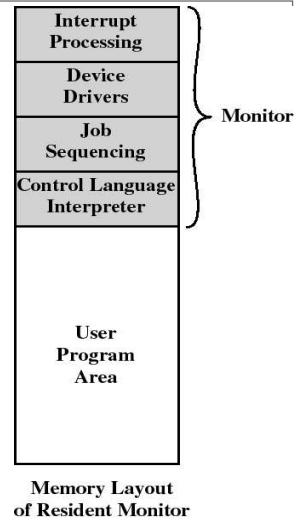 Interrupt
Processing
Device
Drivers
Monitor
Job
Sequencing
Control Language
Interpreter
User
Program
Area
Memory Layout
of Resident Monitor